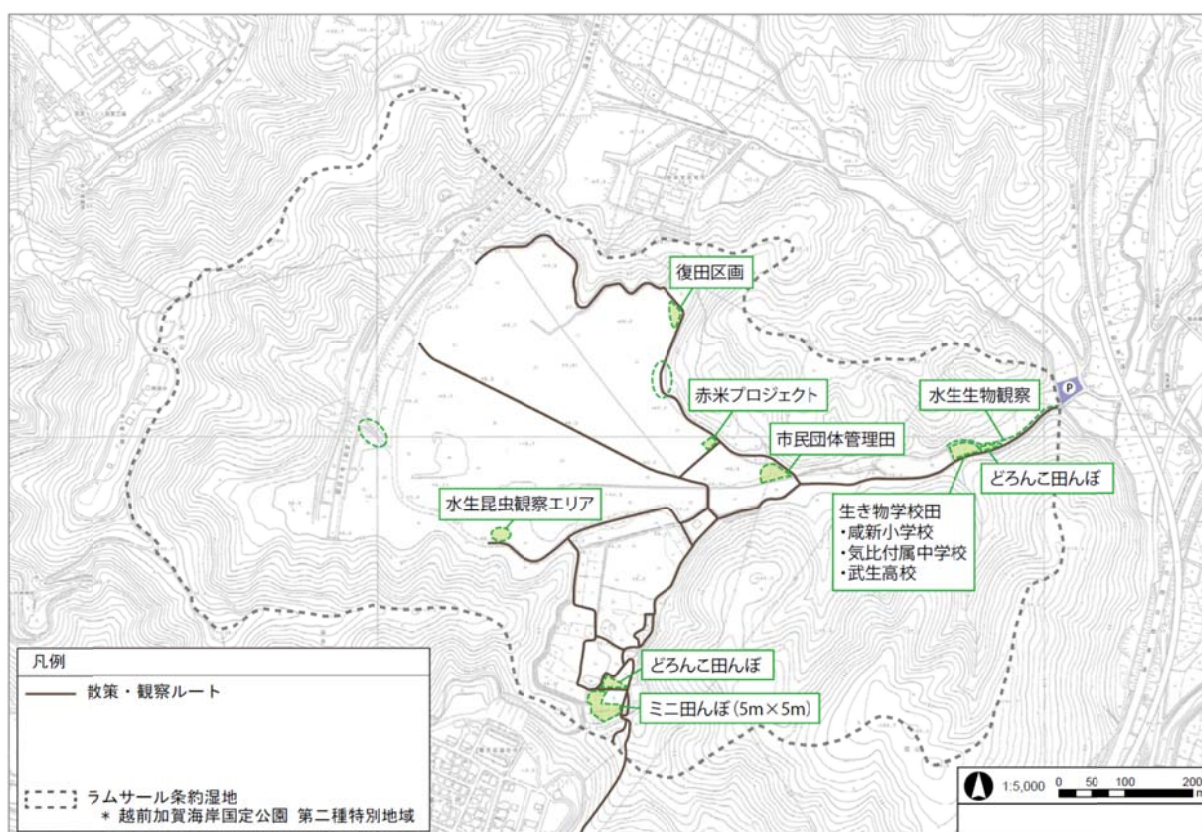 復田区画
赤米プロジェクト
水生生物観察
市民団体管理田
どろんこ田んぼ
水生昆虫観察エリア
生き物学校田
・咸新小学校
・気比付属中学校
・武生高校
P
どろんこ田んぼ
ミニ田んぼ(5m×5m)
凡例
散策・観察ルート
ラムサール条約湿地
* 越前加賀海岸国定公園 第二種特別地域
1:5,000 0 50 100 200
m